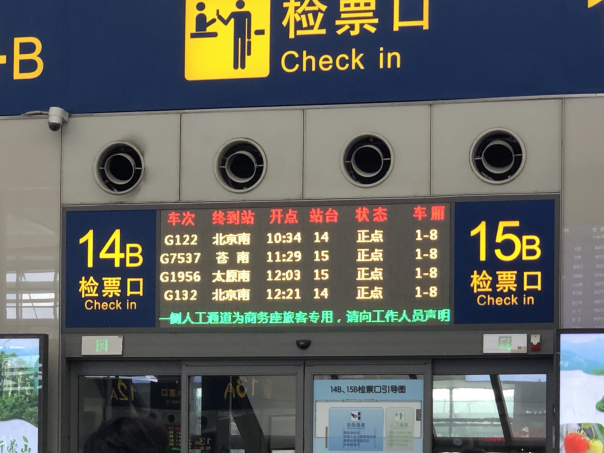 B
检票口
Check in
14B
检票口
Check in
车次 终到站 开点 站台 状态 车厢
G122 北京南 10:34 14 正点 1-8
G7537 苍南 11:29 15 正点 1-8
G1956 太原南 12:03 15 正点 1-8
G132 北京南 12:21 14 正点 1-8
一侧人工通道为商务座旅客专用，请向工作人员声明
15B
检票口
Check in
12A
13A
14B、15B检票口引导图